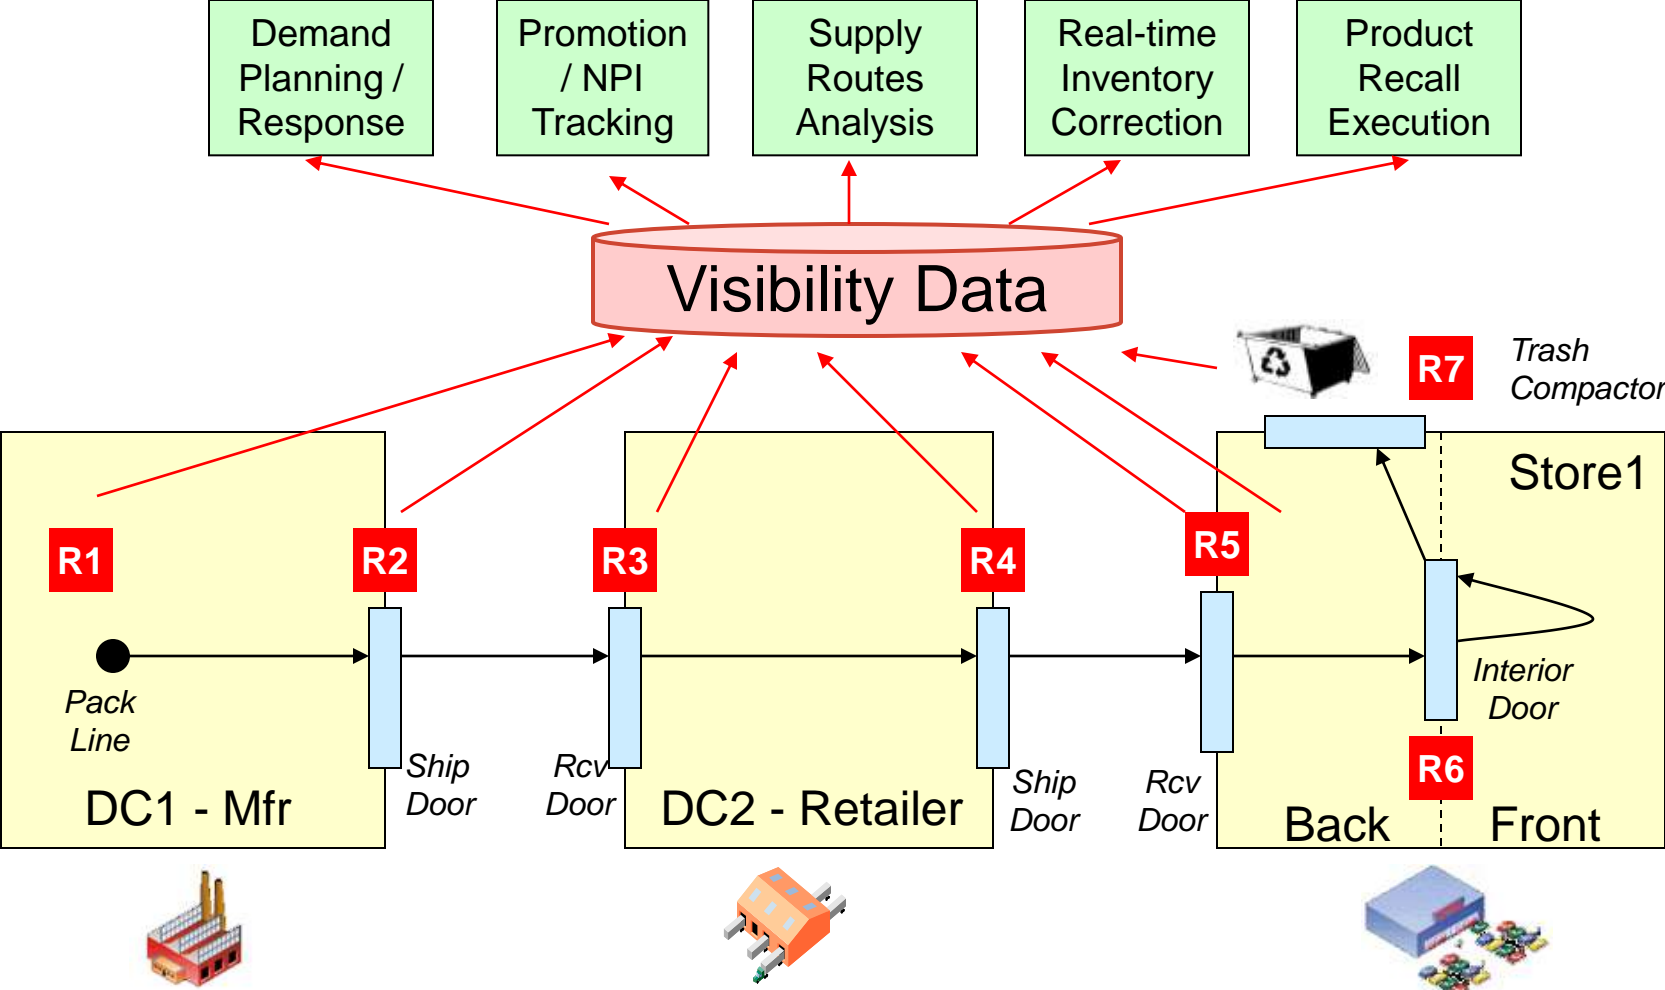 Demand
Planning /
Response
Promotion
/ NPI
Tracking
Supply
Routes
Analysis
Real-time
Inventory
Correction
Product
Recall
Execution
Visibility Data
R7
Trash
Compactor
Store1
R1
R2
R3
R4
R5
Pack
Line
Ship
Door
Rcv
Door
Ship
Door
Rcv
Door
Interior
Door
R6
DC1 - Mfr
DC2 - Retailer
Back
Front